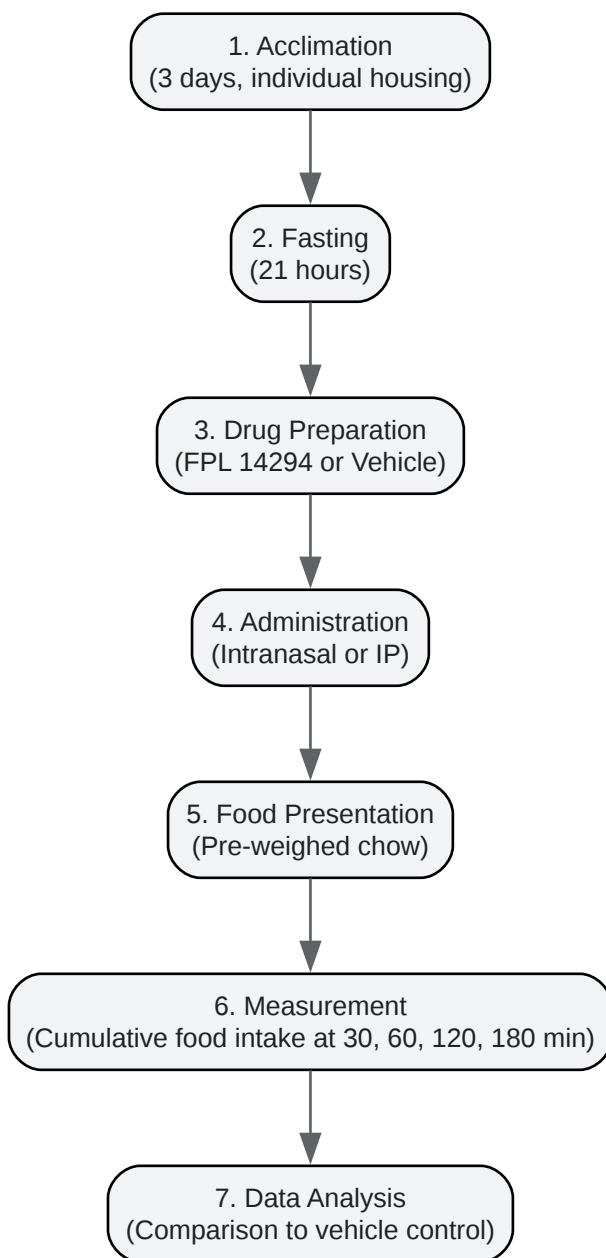 1. Acclimation
(3 days, individual housing)
2. Fasting
(21 hours)
3. Drug Preparation
(FPL 14294 or Vehicle)
4. Administration
(Intranasal or IP)
5. Food Presentation
(Pre-weighed chow)
6. Measurement
(Cumulative food intake at 30, 60, 120, 180 min)
7. Data Analysis
(Comparison to vehicle control)